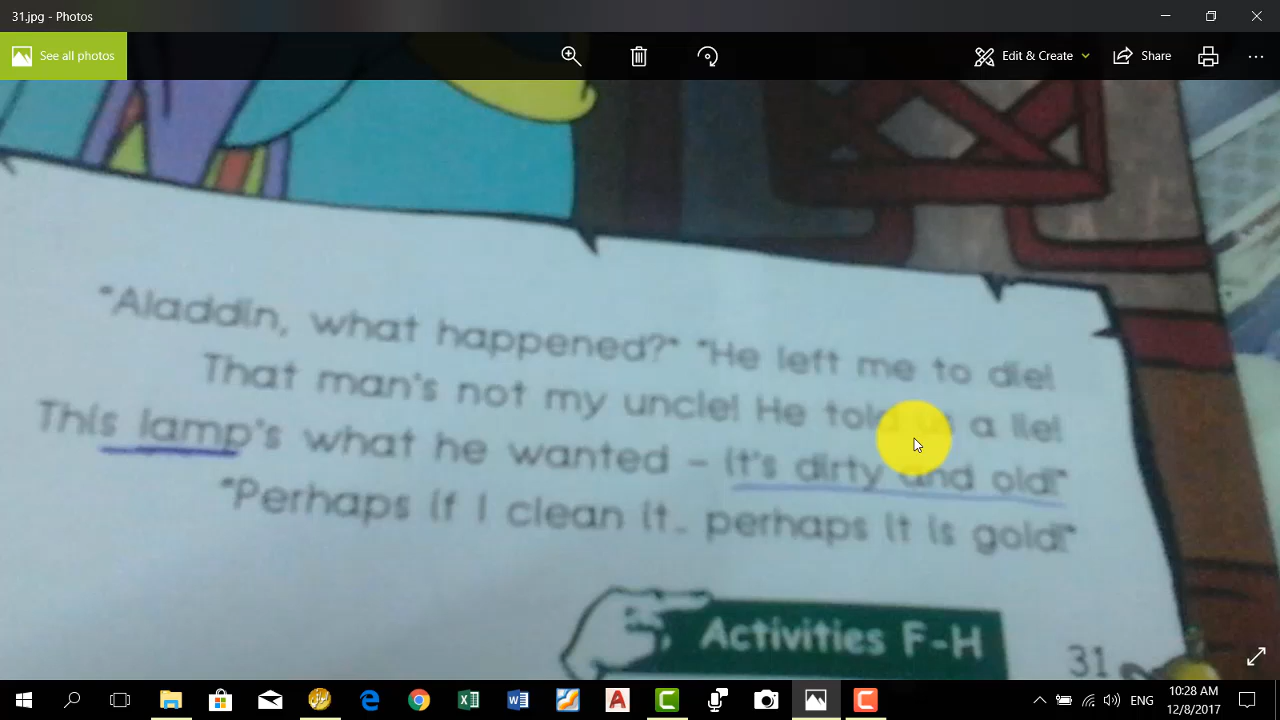 31.jpg - Photos
See all photos
Edit & Create
Share
"Aladdin, what happened?" "He left me to die!
That man's not my uncle! He told us a lie!
This lamp's what he wanted – it's dirty and old!"
"Perhaps if I clean it... perhaps it is gold!"
Activities F-H
31
ENG
10:28 AM
12/8/2017